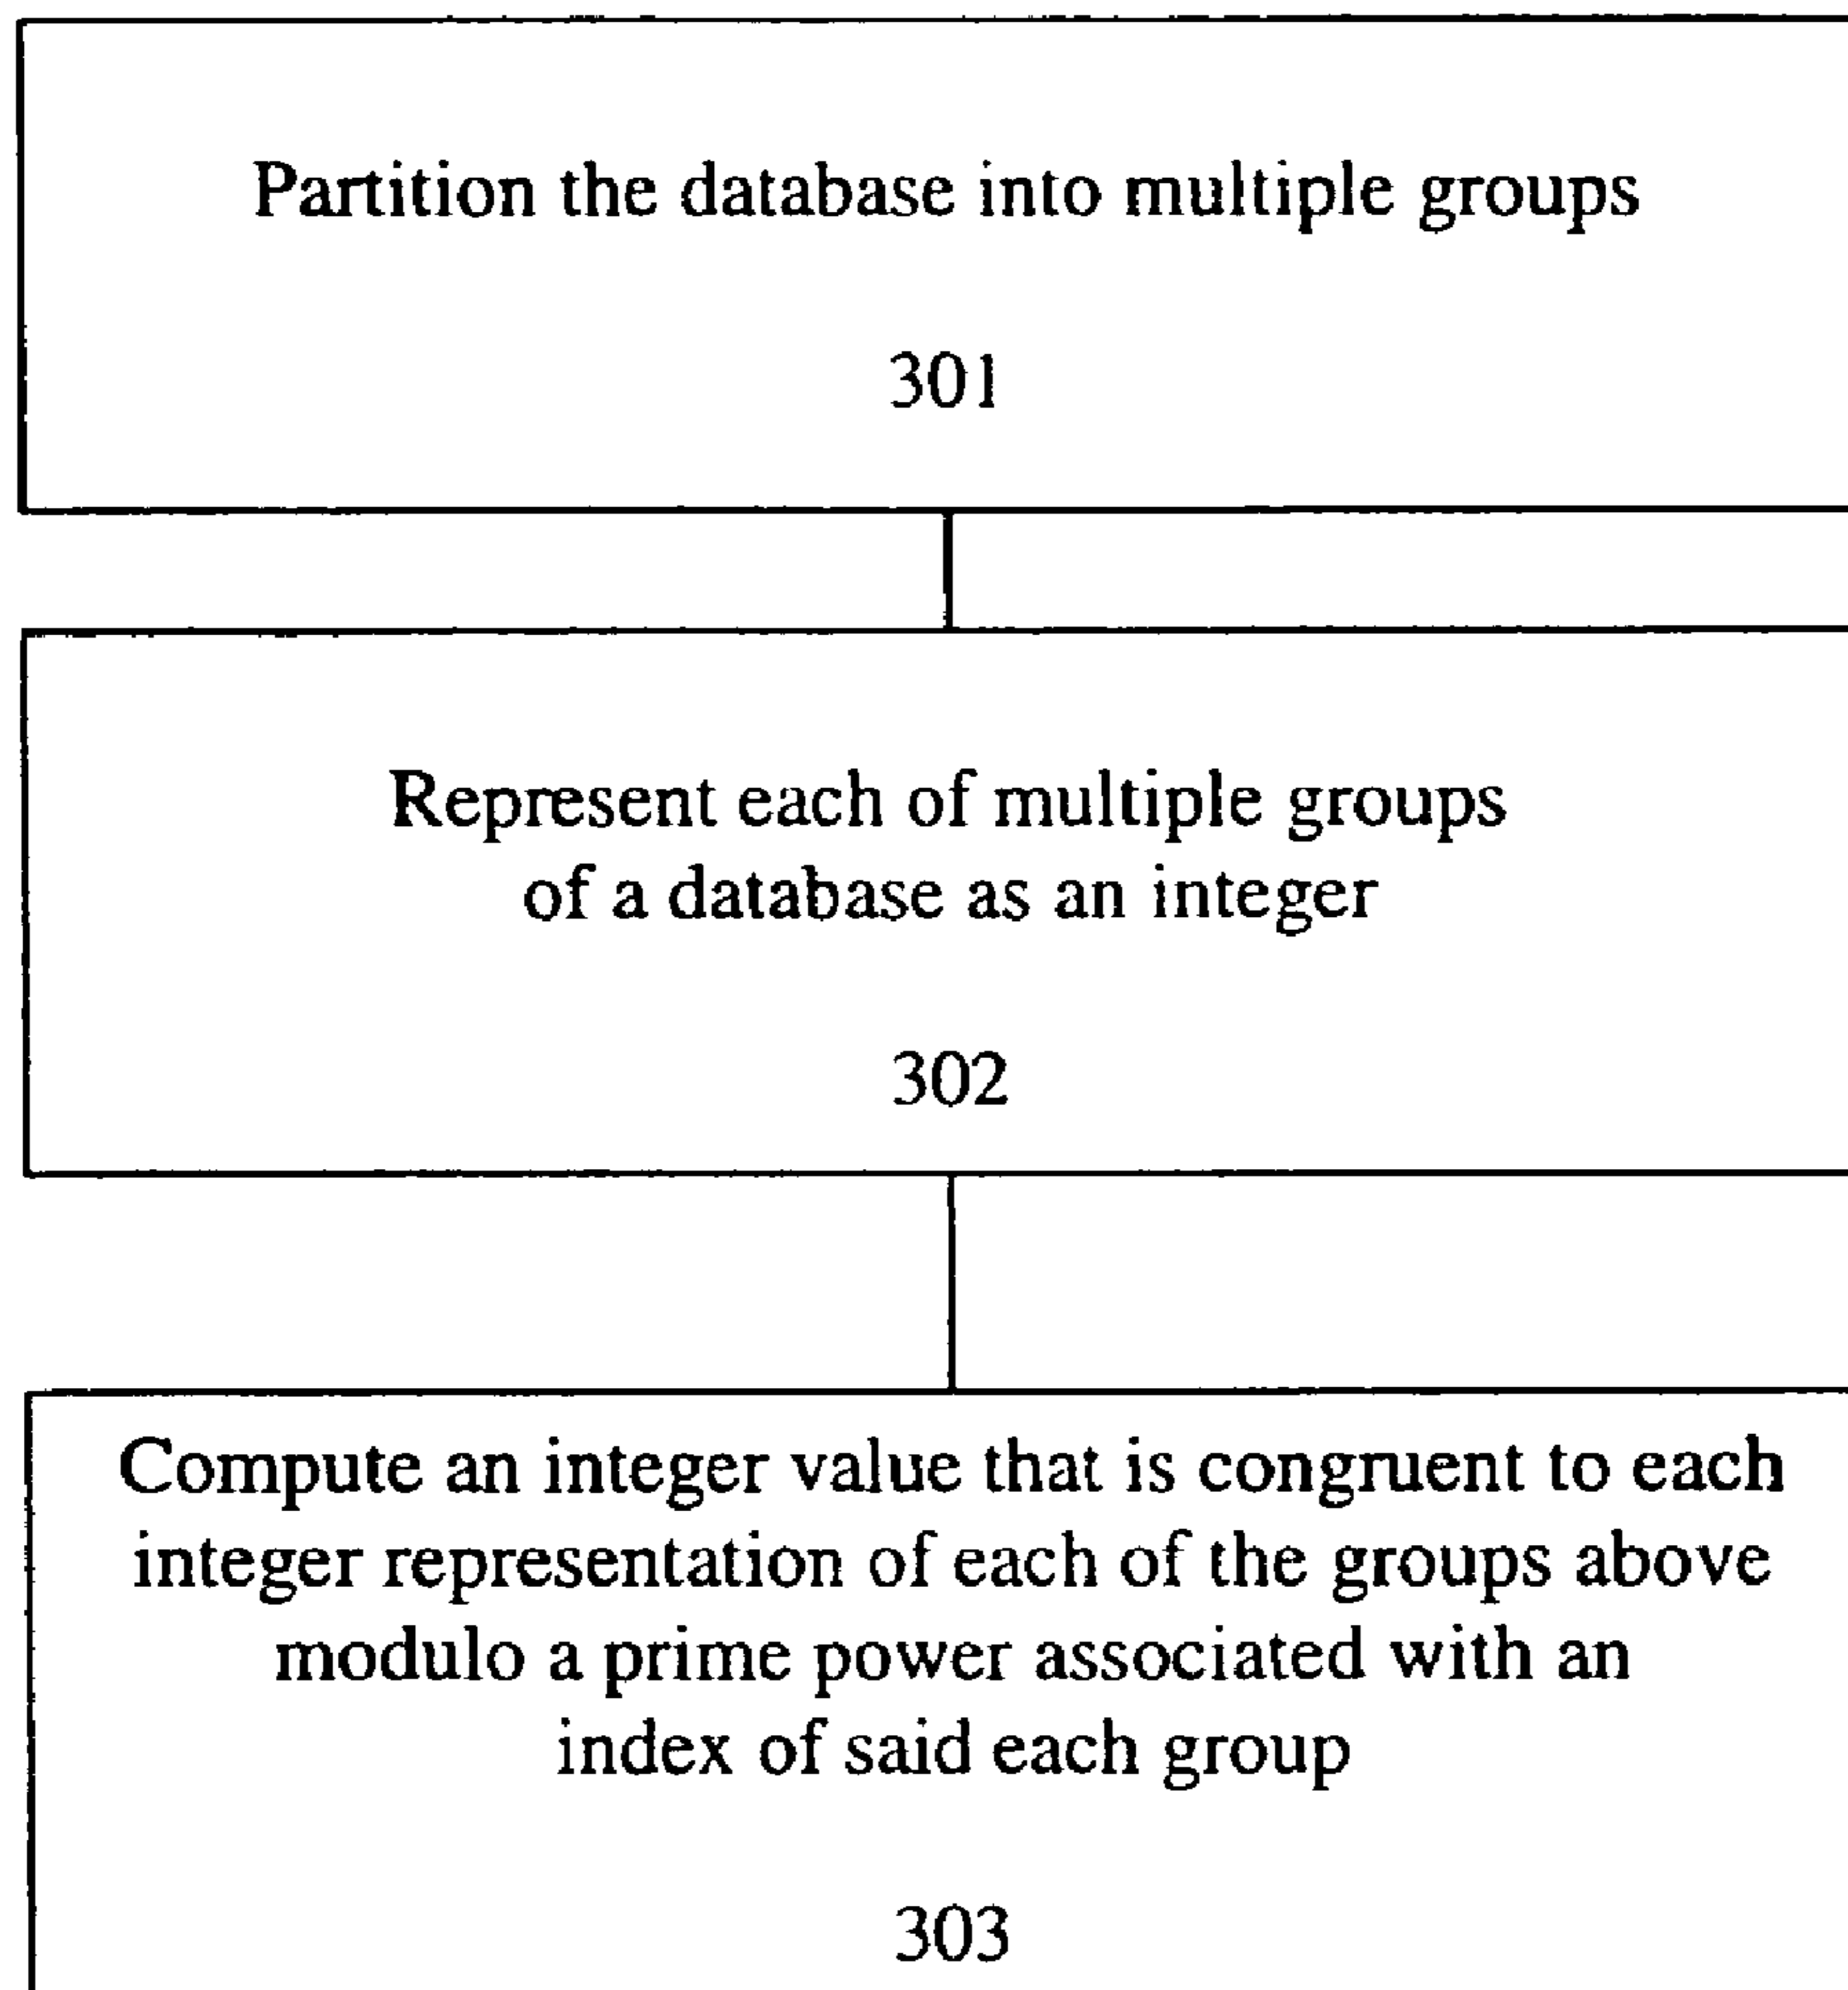 Partition the database into multiple groups
301
Represent each of multiple groups
of a database as an integer
302
Compute an integer value that is congruent to each
integer representation of each of the groups above
modulo a prime power associated with an
index of said each group
303